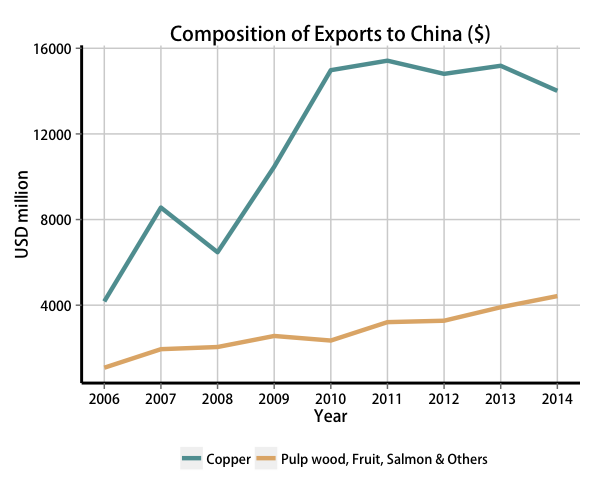 Composition of Exports to China ($)
16000
12000
8000
4000
USD million
2006 2007 2008 2009 2010 2011 2012 2013 2014
Year
Copper Pulp wood, Fruit, Salmon & Others